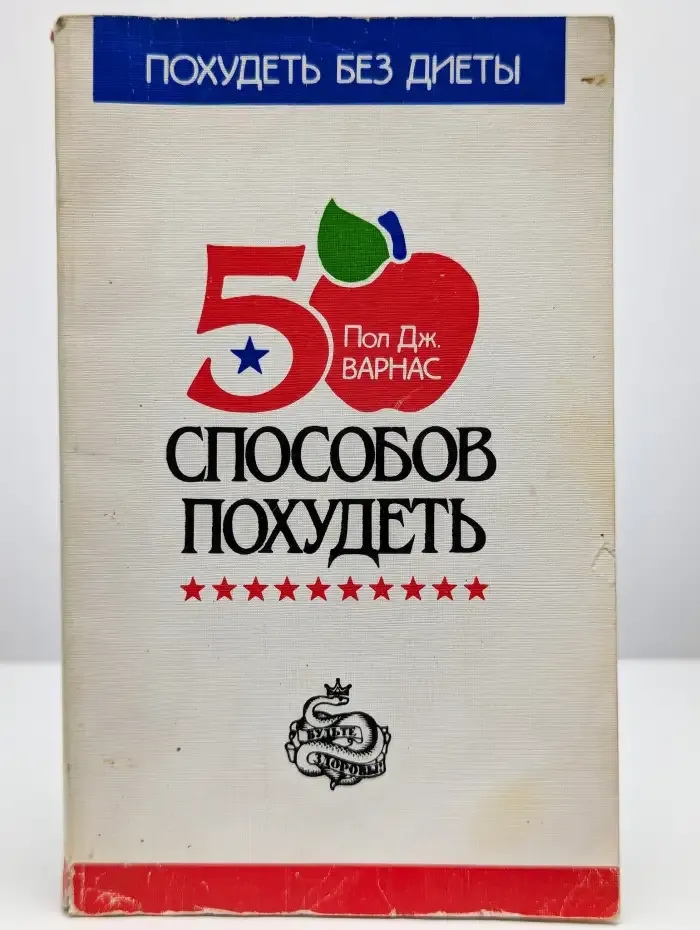 ПОХУДЕТЬ БЕЗ ДИЕТЫ
50
Пол Дж.
ВАРНАС
СПОСОБОВ
ПОХУДЕТЬ
БУДЬТЕ
ЗДОРОВЫ!